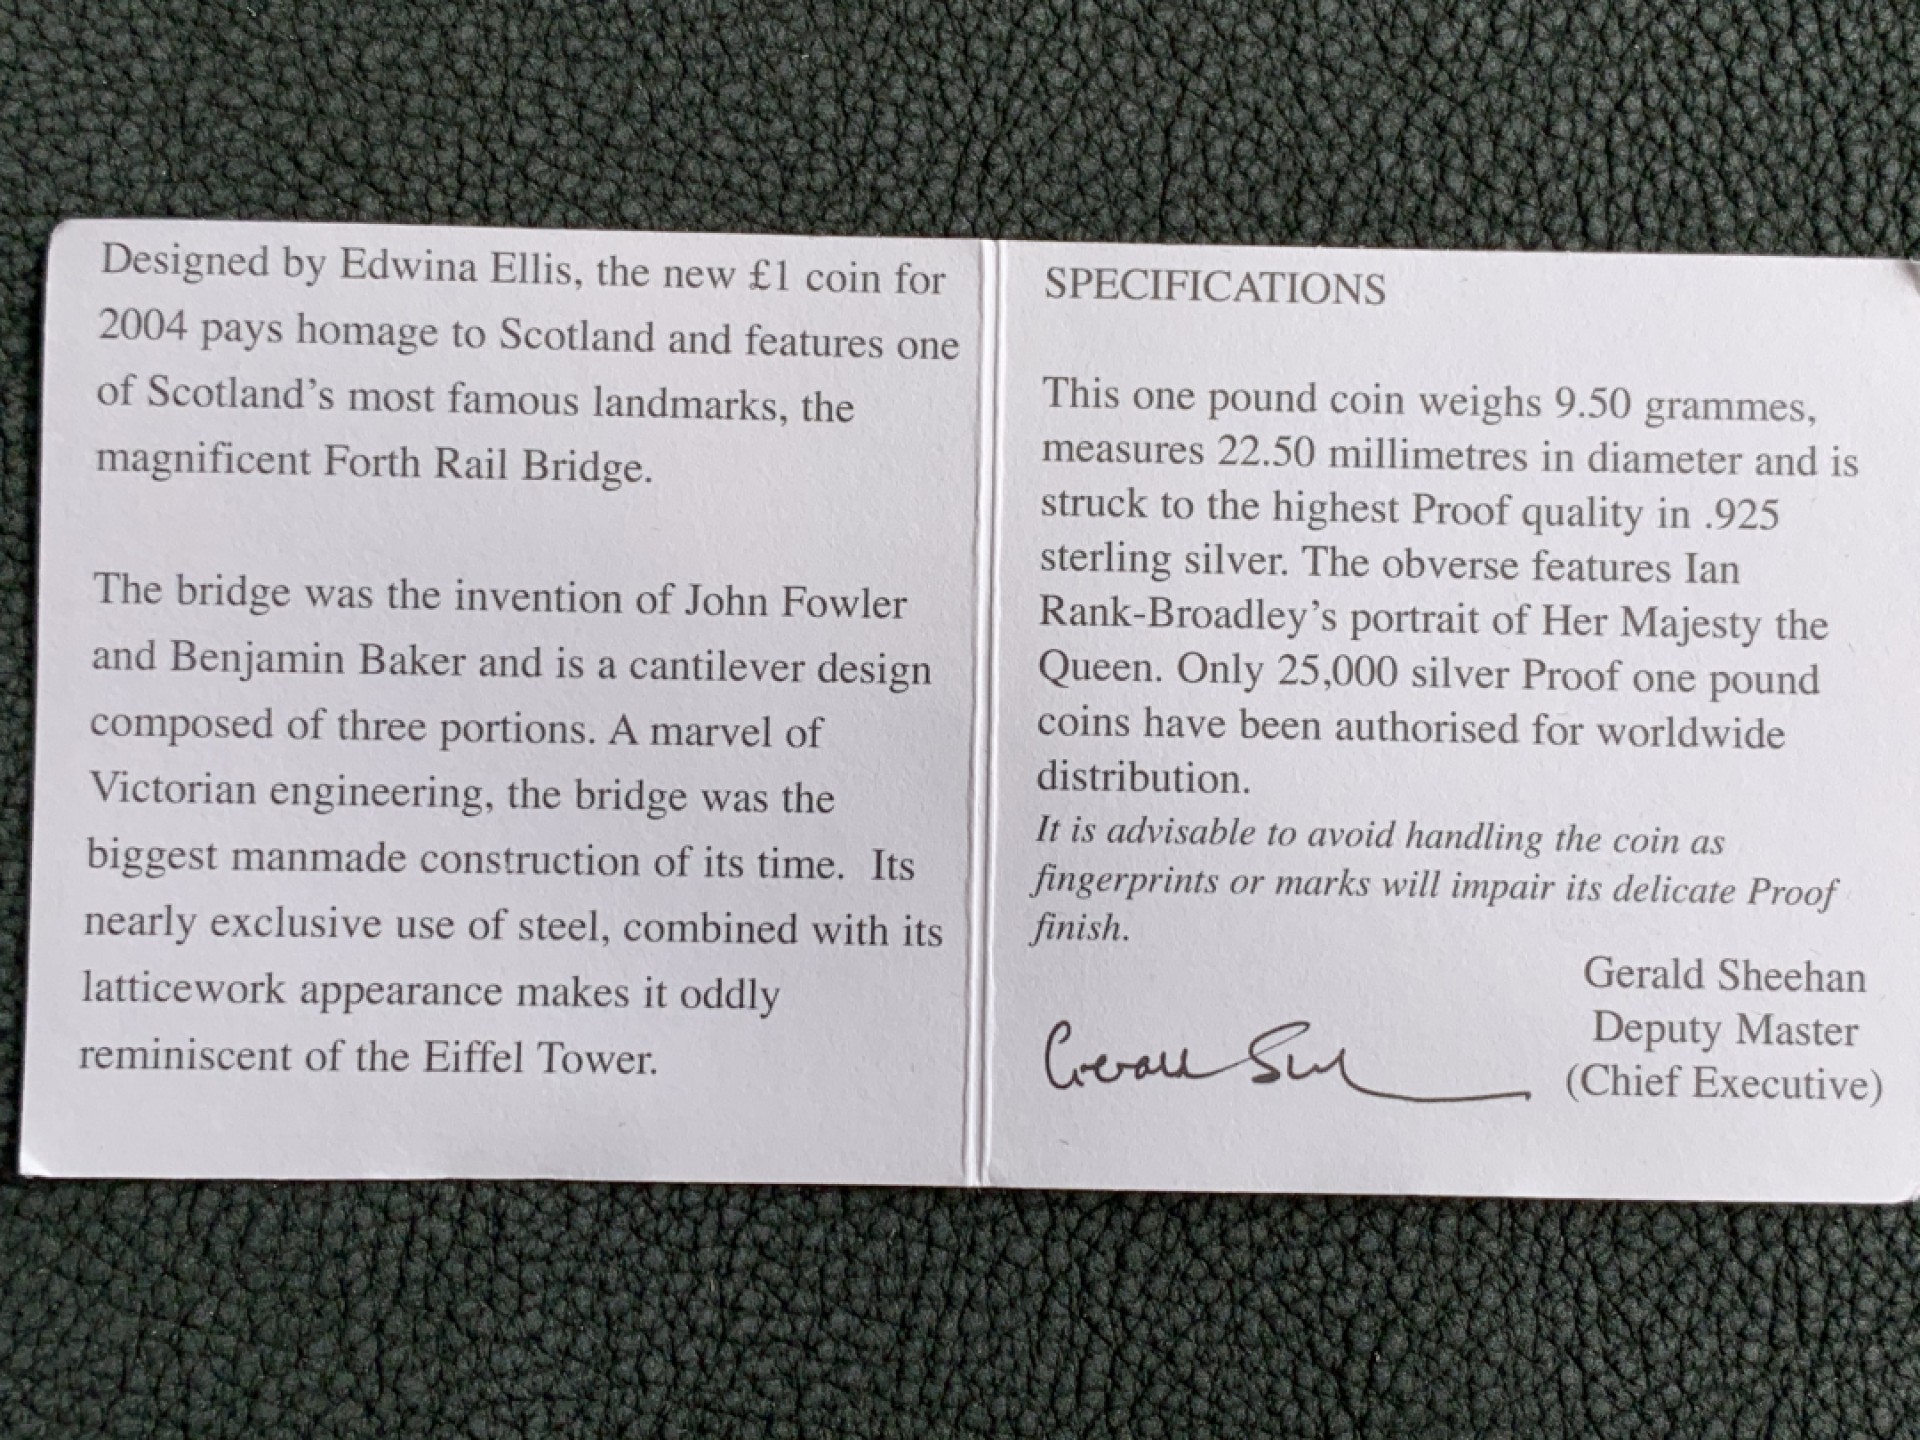 Designed by Edwina Ellis, the new £1 coin for
2004 pays homage to Scotland and features one
of Scotland's most famous landmarks, the
magnificent Forth Rail Bridge.
The bridge was the invention of John Fowler
and Benjamin Baker and is a cantilever design
composed of three portions. A marvel of
Victorian engineering, the bridge was the
biggest manmade construction of its time. Its
nearly exclusive use of steel, combined with its
latticework appearance makes it oddly
reminiscent of the Eiffel Tower.
SPECIFICATIONS
This one pound coin weighs 9.50 grammes,
measures 22.50 millimetres in diameter and is
struck to the highest Proof quality in .925
sterling silver. The obverse features Ian
Rank-Broadley's portrait of Her Majesty the
Queen. Only 25,000 silver Proof one pound
coins have been authorised for worldwide
distribution.
It is advisable to avoid handling the coin as
fingerprints or marks will impair its delicate Proof
finish.
Gerald Sheehan
Deputy Master
(Chief Executive)